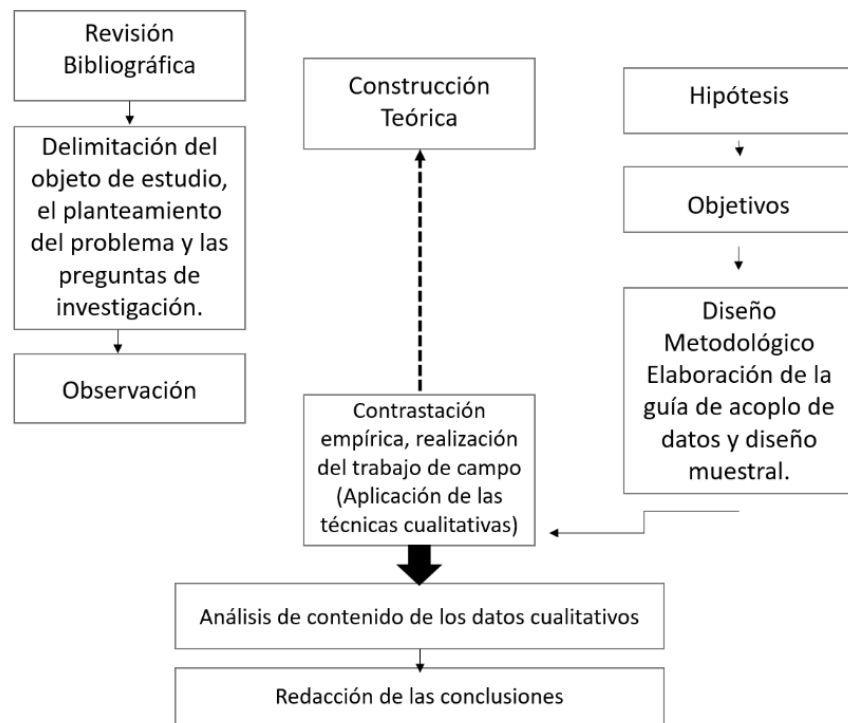 Revisión
Bibliográfica
Delimitación del
objeto de estudio,
el planteamiento
del problema y las
preguntas de
investigación.
Observación
Construcción
Teórica
Contrastación
empírica, realización
del trabajo de campo
(Aplicación de las
técnicas cualitativas)
Hipótesis
Objetivos
Diseño
Metodológico
Elaboración de la
guía de acoplo de
datos y diseño
muestral.
Análisis de contenido de los datos cualitativos
Redacción de las conclusiones